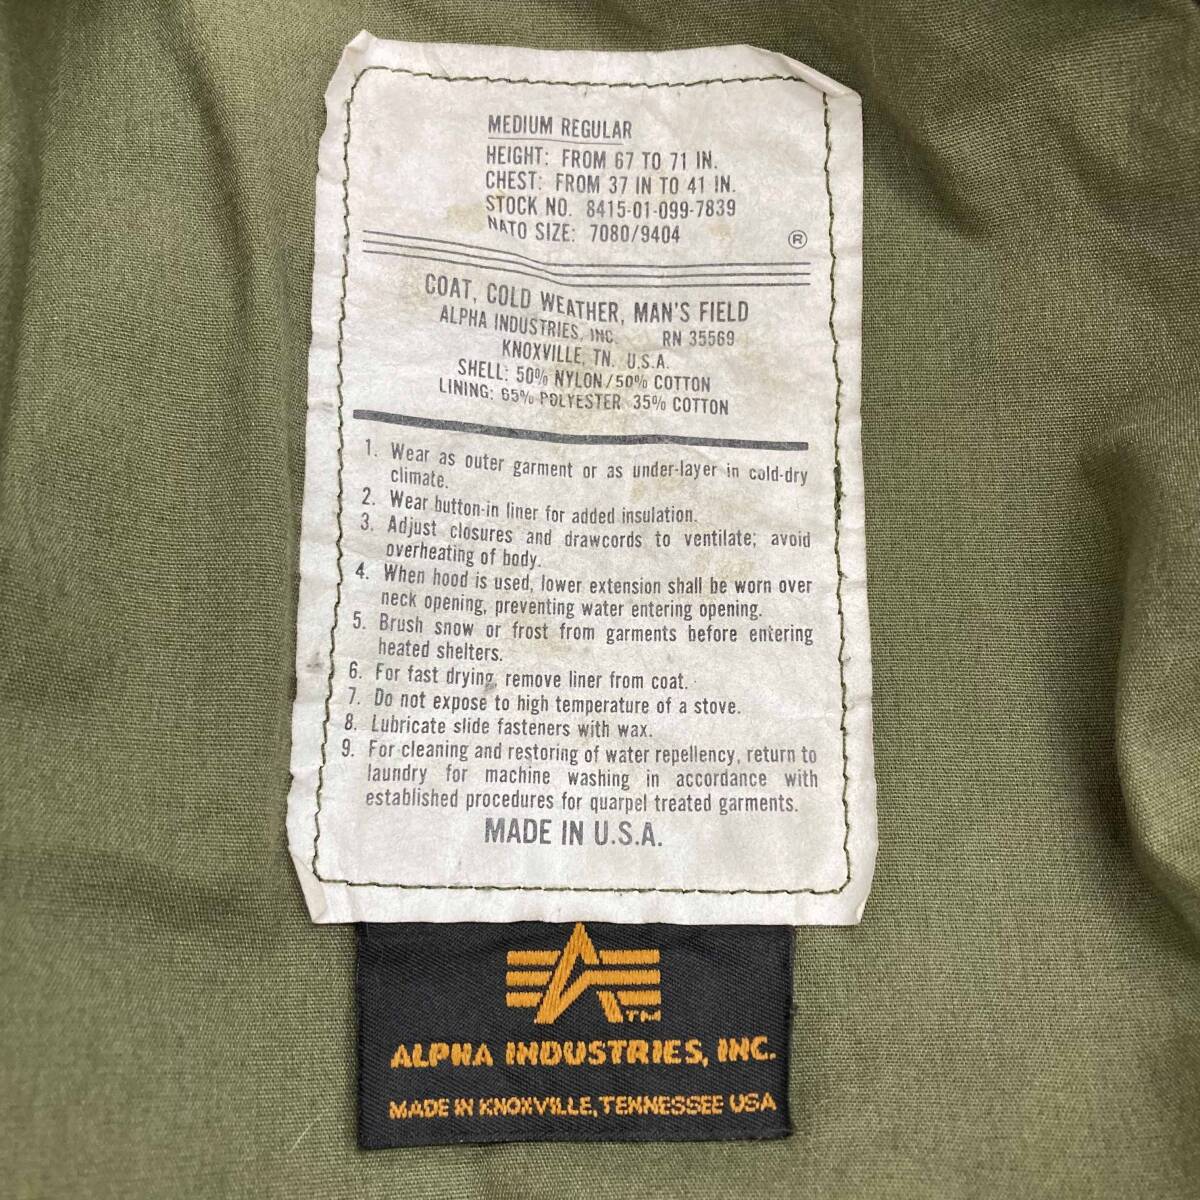 MEDIUM REGULAR
HEIGHT: FROM 67 TO 71 IN.
CHEST: FROM 37 IN TO 41 IN.
STOCK NO. 8415-01-099-7839
NATO SIZE: 7080/9404
®
COAT, COLD WEATHER, MAN'S FIELD
ALPHA INDUSTRIES, INC. RN 35569
KNOXVILLE, TN. U.S.A.
SHELL: 50% NYLON/50% COTTON
LINING: 65% POLYESTER 35% COTTON
1. Wear as outer garment or as under-layer in cold-dry
climate.
2. Wear button-in liner for added insulation.
3. Adjust closures and drawcords to ventilate; avoid
overheating of body.
4. When hood is used, lower extension shall be worn over
neck opening, preventing water entering opening.
5. Brush snow or frost from garments before entering
heated shelters.
6. For fast drying, remove liner from coat.
7. Do not expose to high temperature of a stove.
8. Lubricate slide fasteners with wax.
9. For cleaning and restoring of water repellency, return to
laundry for machine washing in accordance with
established procedures for quarpel treated garments.
MADE IN U.S.A.
TM
ALPHA INDUSTRIES, INC.
MADE IN KNOXVILLE, TENNESSEE USA